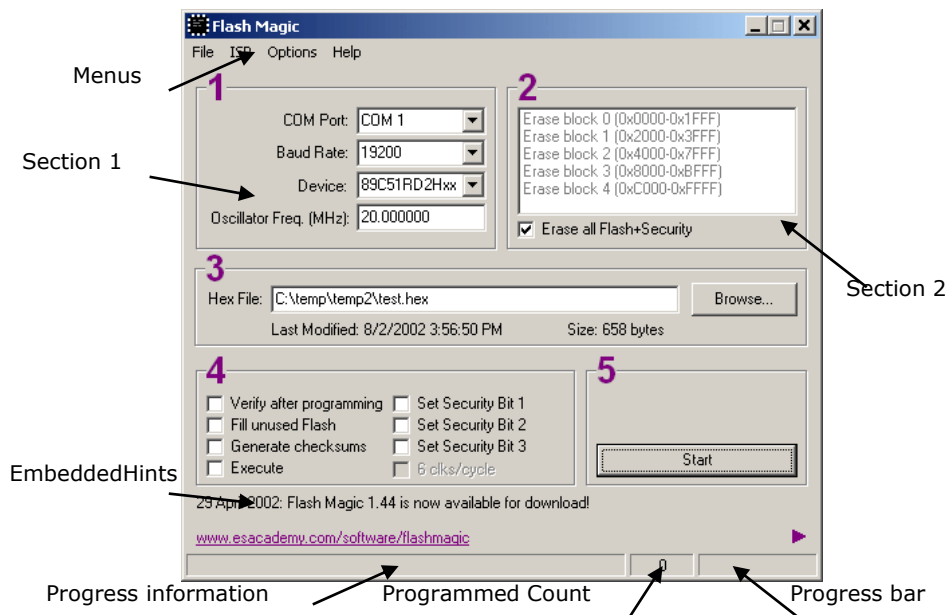 Flash Magic
File ISP Options Help
Menus
1
COM Port: COM 1
Baud Rate: 19200
Section 1
Device: 89C51RD2Hxx
Oscillator Freq. (MHz): 20.000000
2
Erase block 0 (0x0000-0x1FFF)
Erase block 1 (0x2000-0x3FFF)
Erase block 2 (0x4000-0x7FFF)
Erase block 3 (0x8000-0xBFFF)
Erase block 4 (0xC000-0xFFFF)
Erase all Flash+Security
Section 2
3
Hex File: C:\temp\temp2\test.hex Browse...
Last Modified: 8/2/2002 3:56:50 PM Size: 658 bytes
4
Verify after programming Set Security Bit 1
Fill unused Flash Set Security Bit 2
Generate checksums Set Security Bit 3
Execute 6 clks/cycle
5
Start
EmbeddedHints
29 April 2002: Flash Magic 1.44 is now available for download!
www.esacademy.com/software/flashmagic
0
Progress information Programmed Count Progress bar